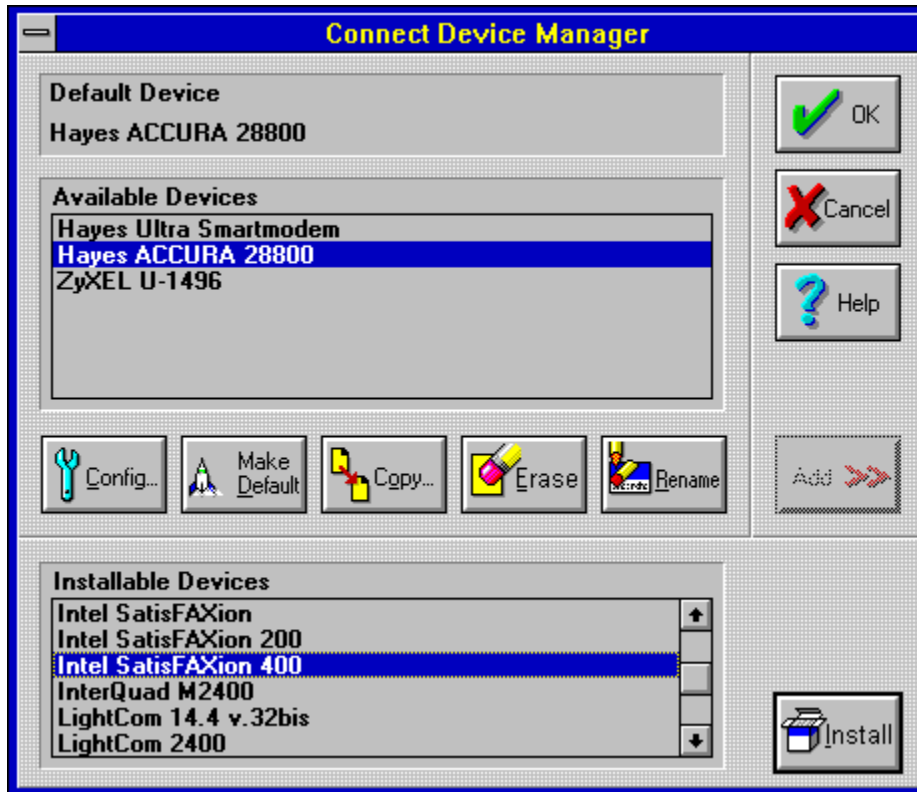 Connect Device Manager
Default Device
Hayes ACCURA 28800
OK
Available Devices
Hayes Ultra Smartmodem
Hayes ACCURA 28800
ZyXEL U-1496
Cancel
Help
Config...
Make
Default
Copy...
Erase
Rename
Add
Installable Devices
Intel SatisFAXion
Intel SatisFAXion 200
Intel SatisFAXion 400
InterQuad M2400
LightCom 14.4 v.32bis
LightCom 2400
Install